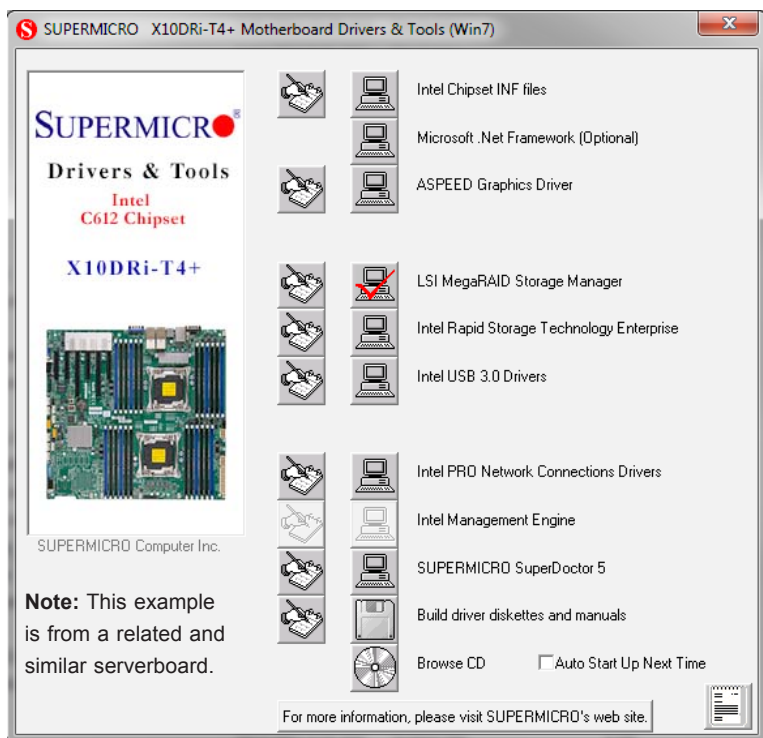 SUPERMICRO X10DRi-T4+ Motherboard Drivers & Tools (Win7)
SUPERMICR®
Drivers & Tools
Intel
C612 Chipset
X10DRi-T4+
SUPERMICRO Computer Inc.
Note: This example
is from a related and
similar serverboard.
Intel Chipset INF files
Microsoft .Net Framework (Optional)
ASPEED Graphics Driver
LSI MegaRAID Storage Manager
Intel Rapid Storage Technology Enterprise
Intel USB 3.0 Drivers
Intel PRO Network Connections Drivers
Intel Management Engine
SUPERMICRO SuperDoctor 5
Build driver diskettes and manuals
Browse CD
Auto Start Up Next Time
For more information, please visit SUPERMICRO's web site.